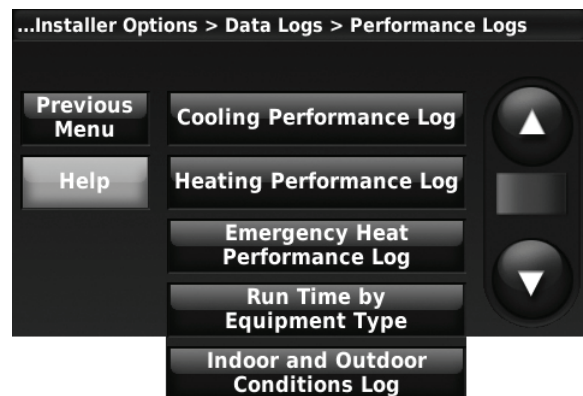 ...Installer Options > Data Logs > Performance Logs
Previous
Menu
Help
Cooling Performance Log
Heating Performance Log
Emergency Heat
Performance Log
Run Time by
Equipment Type
Indoor and Outdoor
Conditions Log